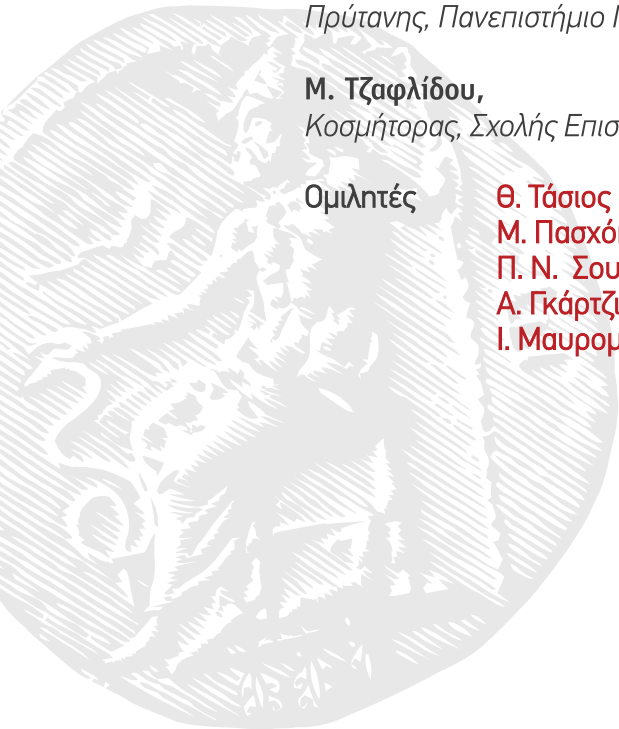 Πρύτανης, Πανεπιστήμιο
Μ. Τζαφλίδου,
Κοσμήτορας, Σχολής
Ομιλητές Θ. Τάσιος
Μ.
Π. Ν.
Α.
Ι.